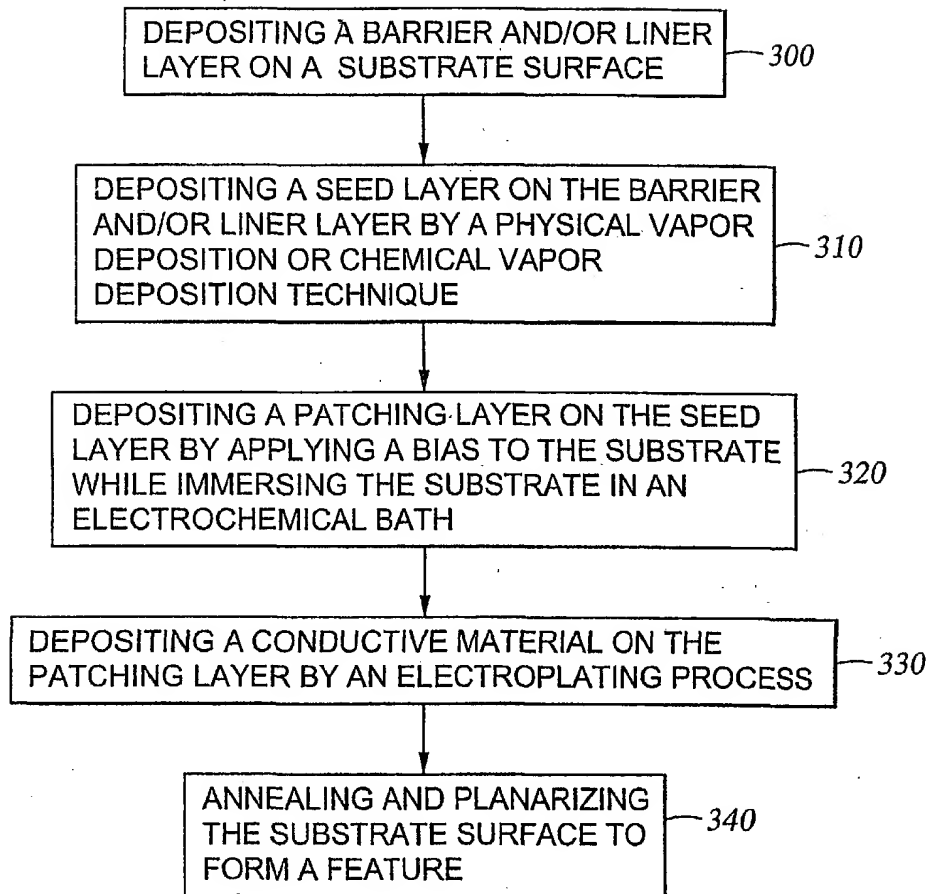 DEPOSITING A BARRIER AND/OR LINER
LAYER ON A SUBSTRATE SURFACE
300
DEPOSITING A SEED LAYER ON THE BARRIER
AND/OR LINER LAYER BY A PHYSICAL VAPOR
DEPOSITION OR CHEMICAL VAPOR
DEPOSITION TECHNIQUE
310
DEPOSITING A PATCHING LAYER ON THE SEED
LAYER BY APPLYING A BIAS TO THE SUBSTRATE
WHILE IMMERSING THE SUBSTRATE IN AN
ELECTROCHEMICAL BATH
320
DEPOSITING A CONDUCTIVE MATERIAL ON THE
PATCHING LAYER BY AN ELECTROPLATING PROCESS
330
ANNEALING AND PLANARIZING
THE SUBSTRATE SURFACE TO
FORM A FEATURE
340